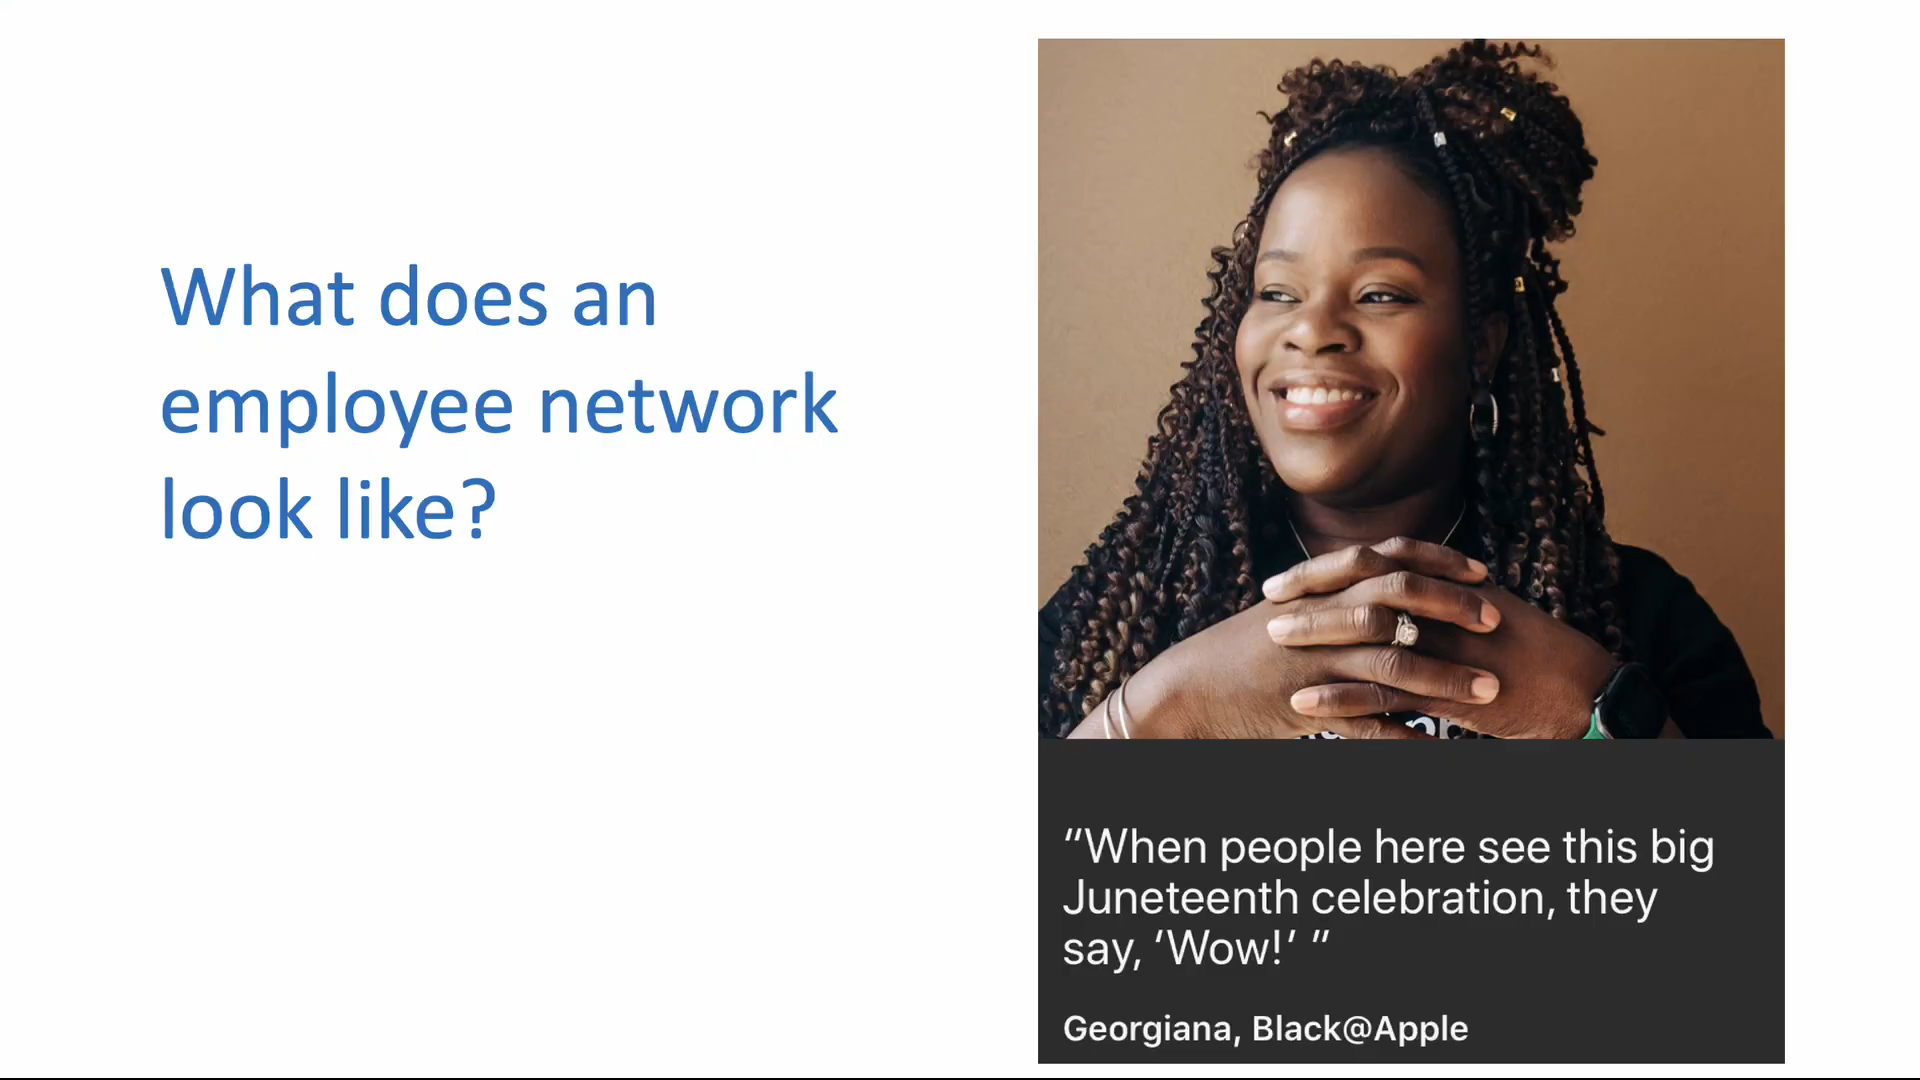 What does an
employee network
look like?
“When people here see this big
Juneteenth celebration, they
say, ‘Wow!’ ”
Georgiana, Black@Apple